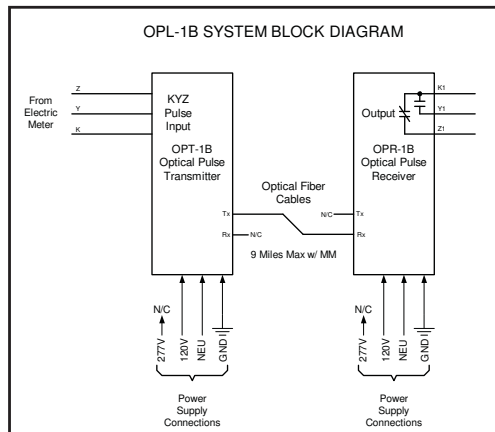 OPL-1B SYSTEM BLOCK DIAGRAM
From
Electric
Meter
Z
Y
K
KYZ
Pulse
Input
OPT-1B
Optical Pulse
Transmitter
Tx
Rx
N/C
Optical Fiber
Cables
9 Miles Max w/ MM
Output
K1
Y1
Z1
OPR-1B
Optical Pulse
Receiver
N/C
Tx
Rx
N/C
277V
120V
NEU
GND
Power
Supply
Connections
N/C
277V
120V
NEU
GND
Power
Supply
Connections